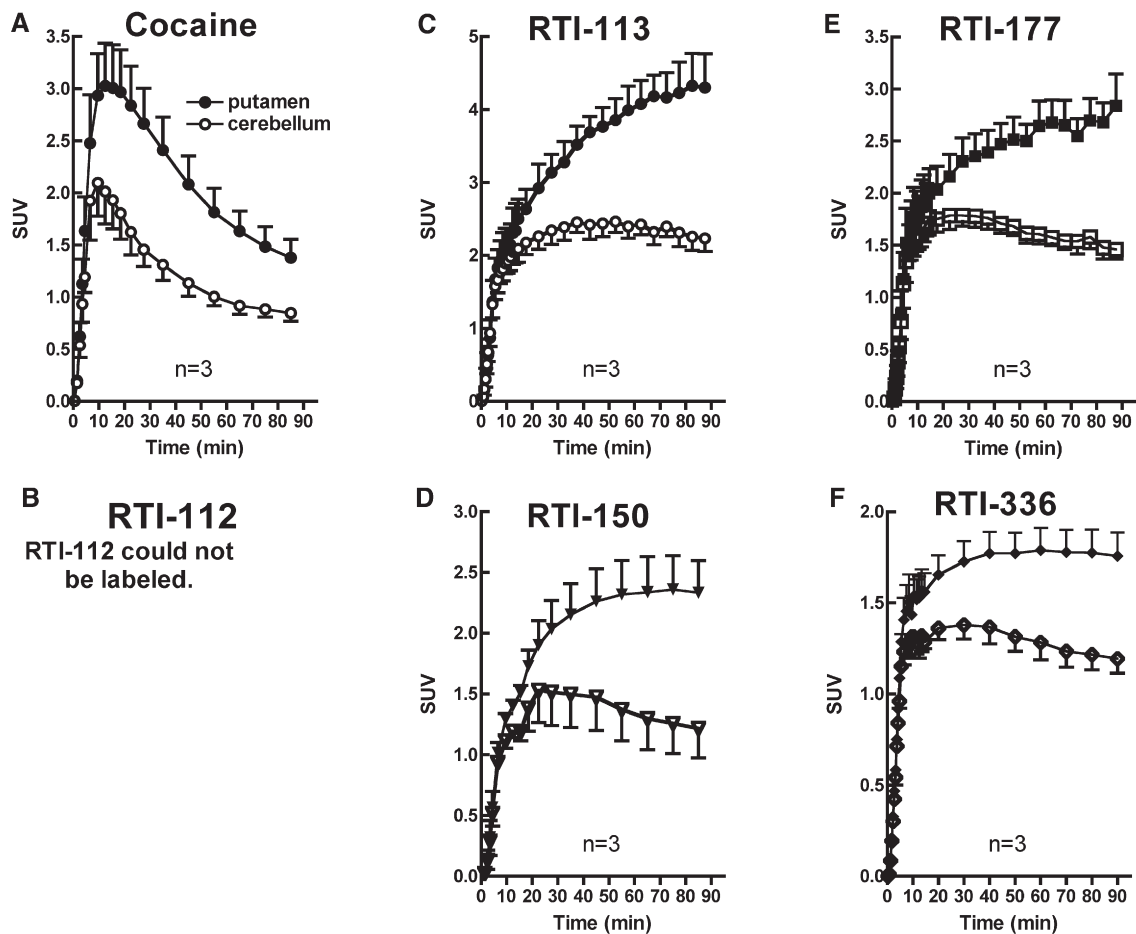 A
Cocaine
3.5
3.0
2.5
2.0
1.5
1.0
0.5
0.0
SUV
putamen
cerebellum
n=3
0 10 20 30 40 50 60 70 80 90
Time (min)
B
RTI-112
RTI-112 could not
be labeled.
C
RTI-113
5
4
3
2
1
0
SUV
n=3
0 10 20 30 40 50 60 70 80 90
Time (min)
D
RTI-150
3.0
2.5
2.0
1.5
1.0
0.5
0.0
SUV
n=3
0 10 20 30 40 50 60 70 80 90
Time (min)
E
RTI-177
3.5
3.0
2.5
2.0
1.5
1.0
0.5
0.0
SUV
n=3
0 10 20 30 40 50 60 70 80 90
Time (min)
F
RTI-336
2.0
1.5
1.0
0.5
0.0
SUV
n=3
0 10 20 30 40 50 60 70 80 90
Time (min)